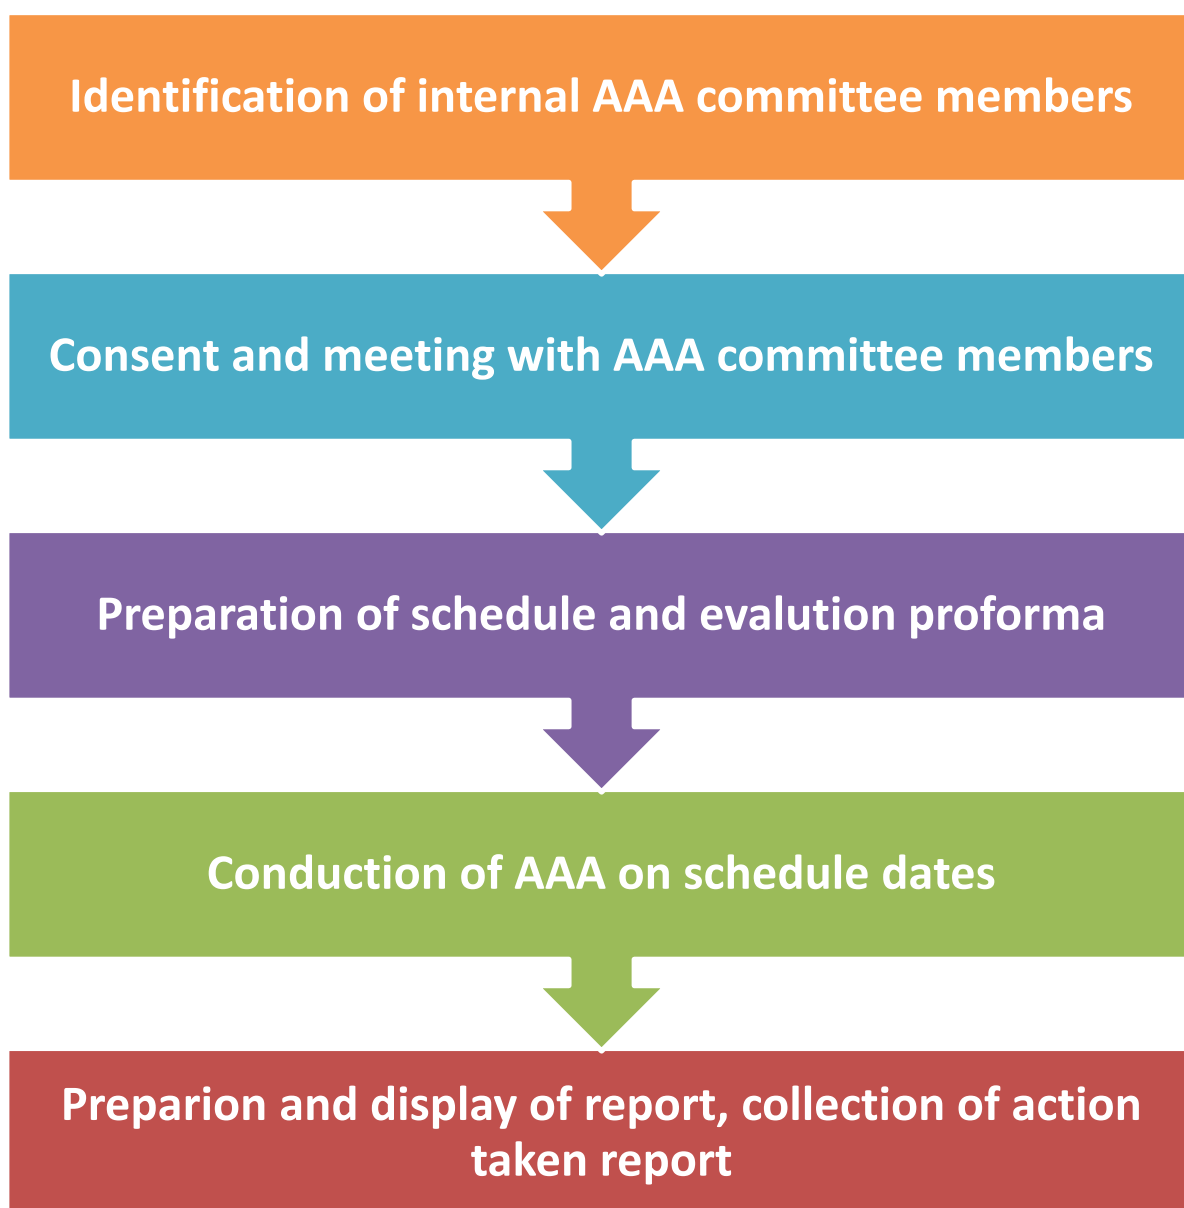 Identification of internal AAA committee members
Consent and meeting with AAA committee members
Preparation of schedule and evalution proforma
Conduction of AAA on schedule dates
Preparion and display of report, collection of action
taken report